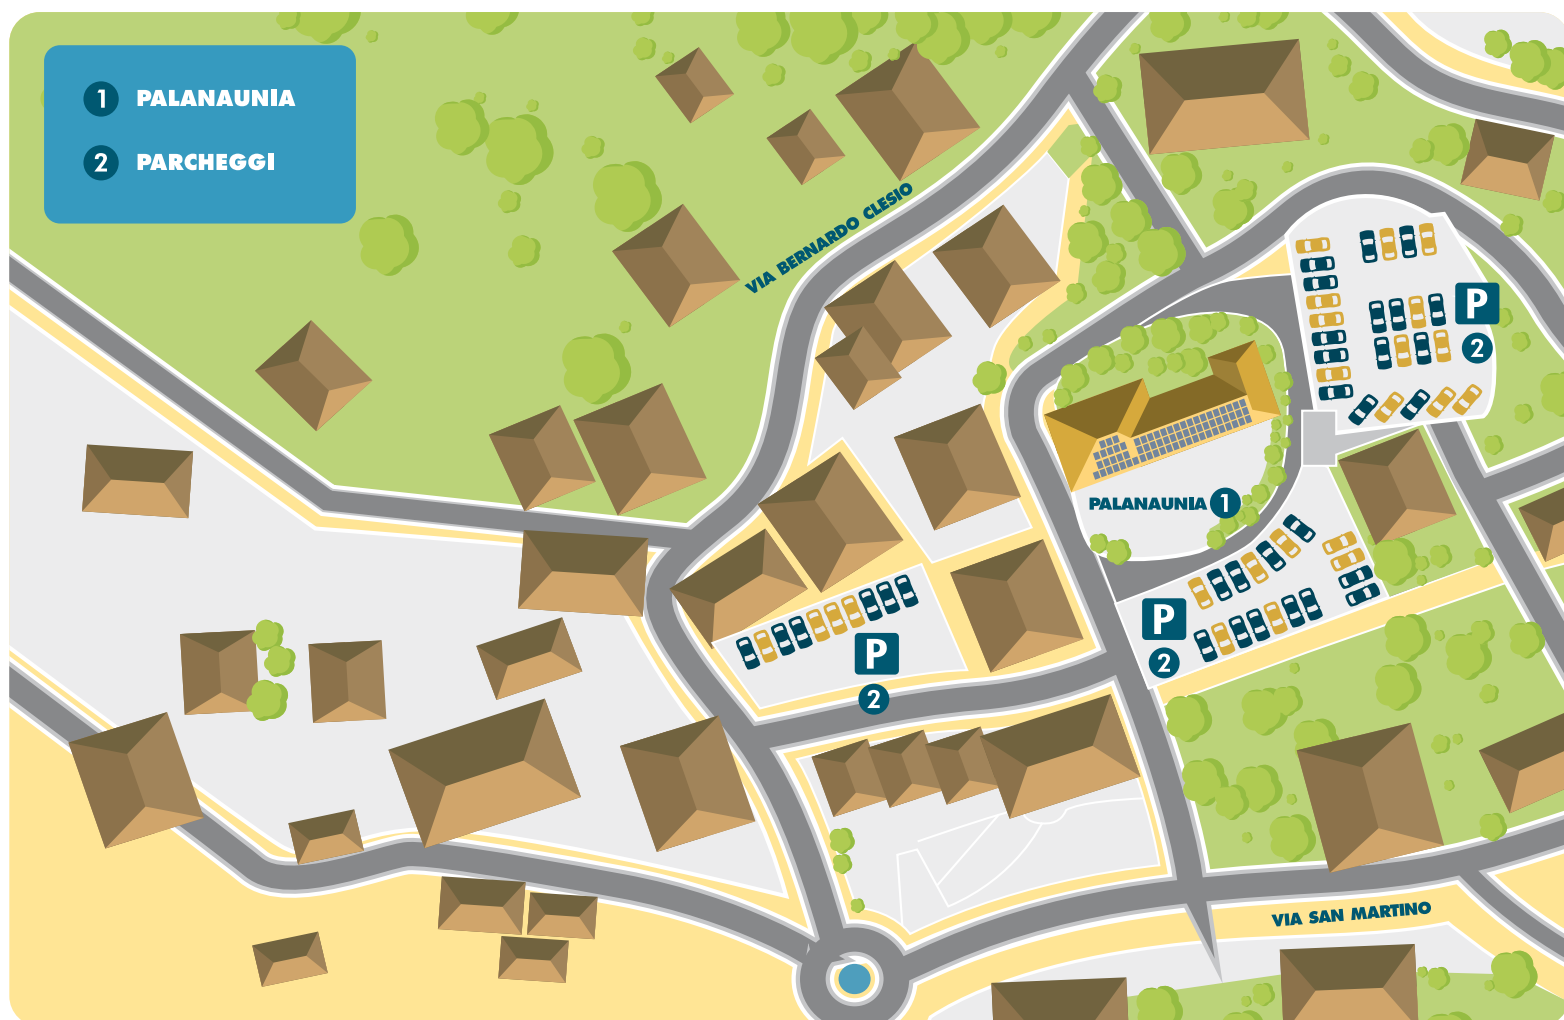 1 PALANAUNIA
2 PARCHEGGI
VIA BERNARDO CLESIO
P
2
PALANAUNIA 1
P
2
P
2
VIA SAN MARTINO